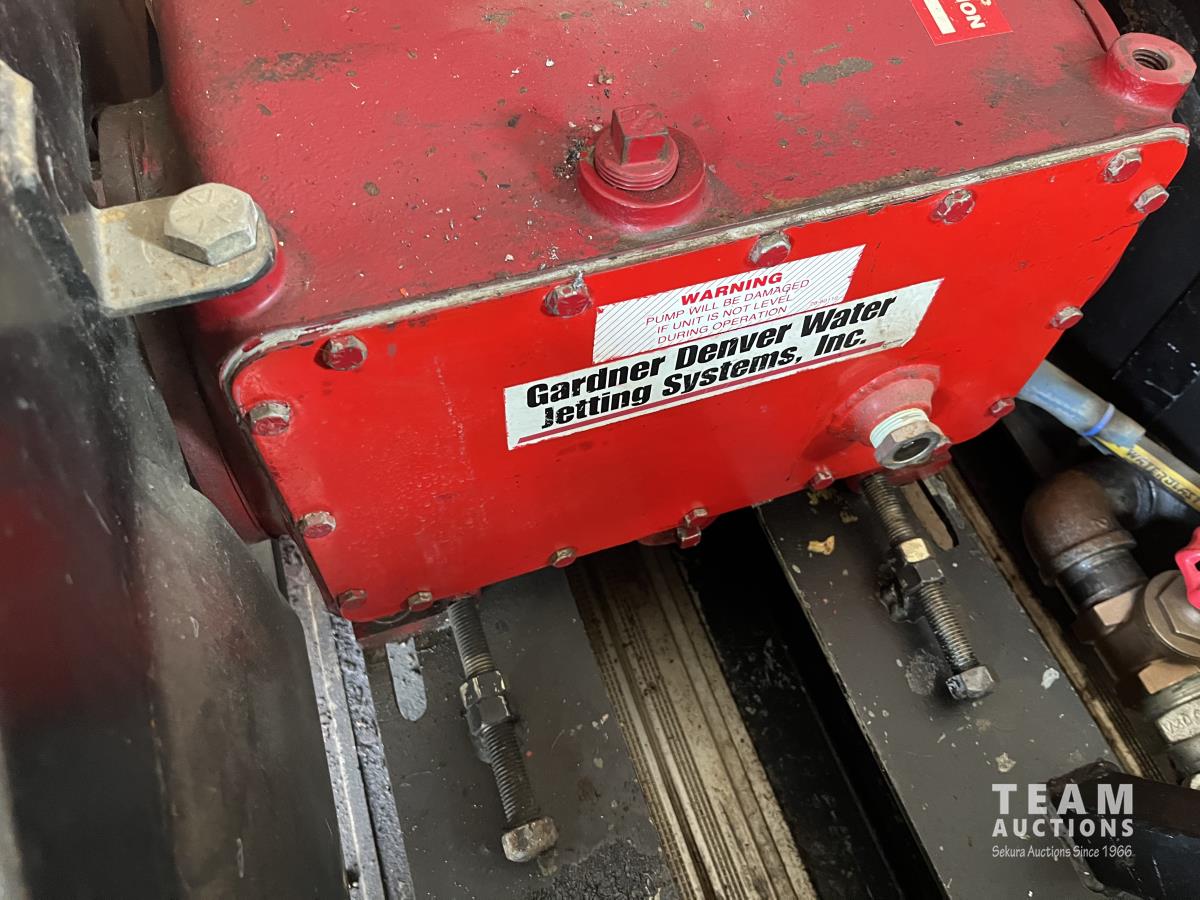 ION
WARNING
PUMP WILL BE DAMAGED
IF UNIT IS NOT LEVEL
DURING OPERATION
Gardner Denver Water
Jetting Systems, Inc.
TEAM
AUCTIONS
Sekura Auctions Since 1966